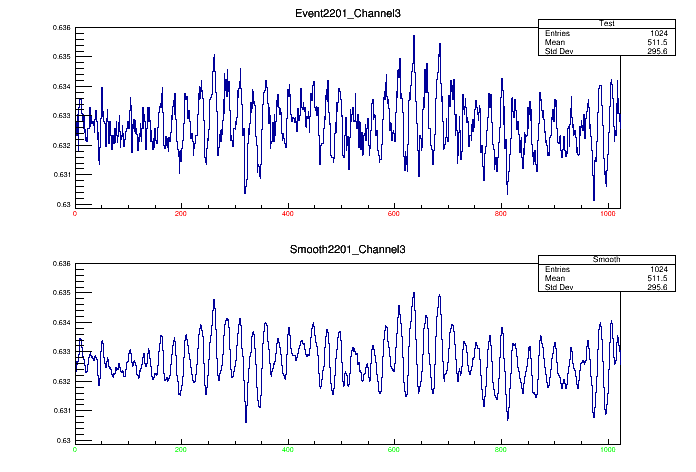 Event2201_Channel3
Test
Entries 1024
Mean 511.5
Std Dev 295.6
0.636
0.635
0.634
0.633
0.632
0.631
0.63
0 200 400 600 800 1000
Smooth2201_Channel3
Smooth
Entries 1024
Mean 511.5
Std Dev 295.6
0.636
0.635
0.634
0.633
0.632
0.631
0.63
0 200 400 600 800 1000